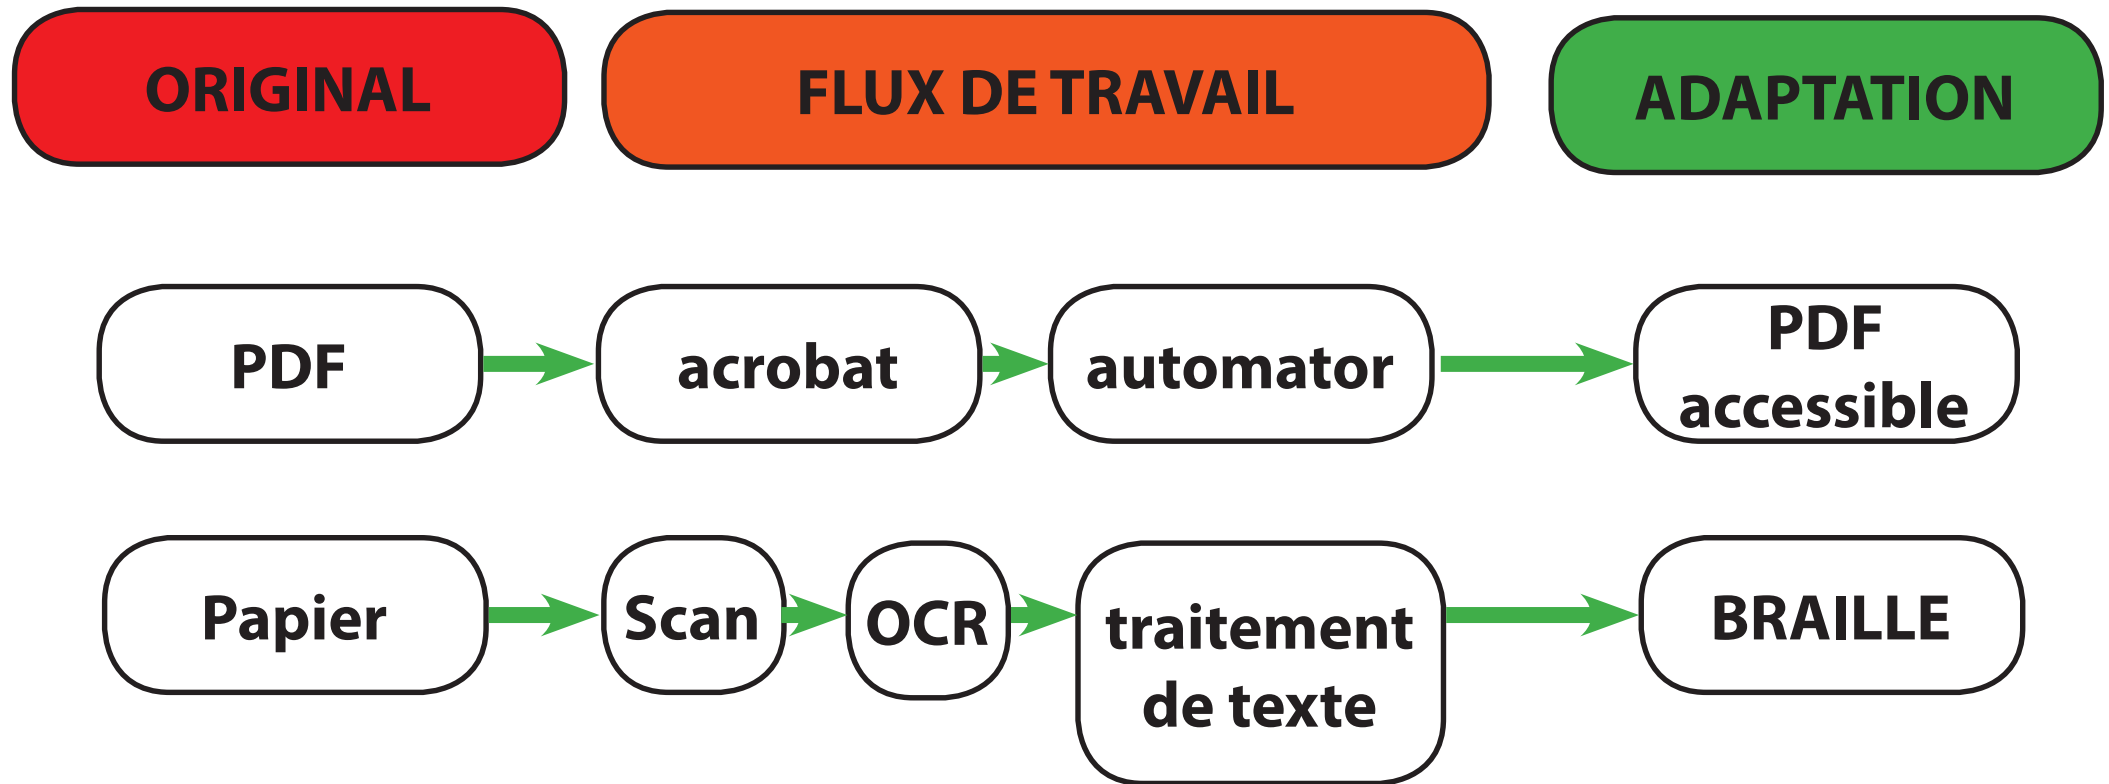 ORIGINAL
FLUX DE TRAVAIL
ADAPTATION
PDF
acrobat
automator
PDF
accessible
Papier
Scan
OCR
traitement
de texte
BRAILLE